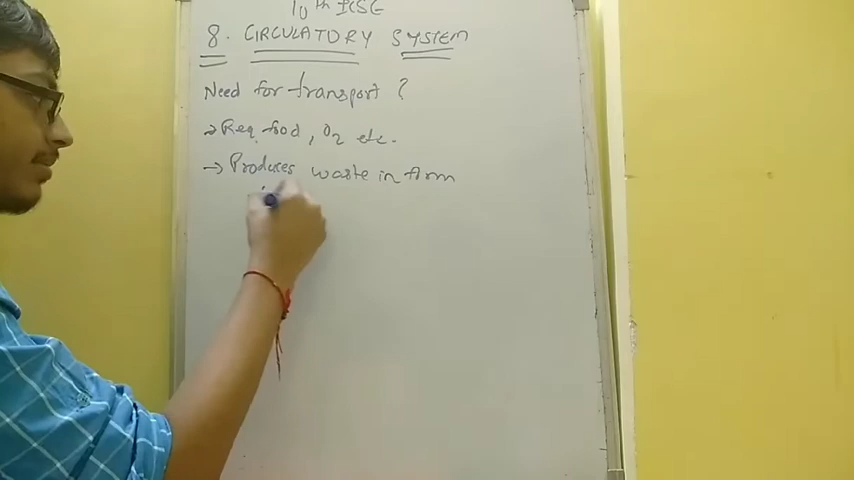 10th ICSE
8. CIRCULATORY SYSTEM
Need for transport ?
→ Req. food, O2 etc.
→ Produces waste in form